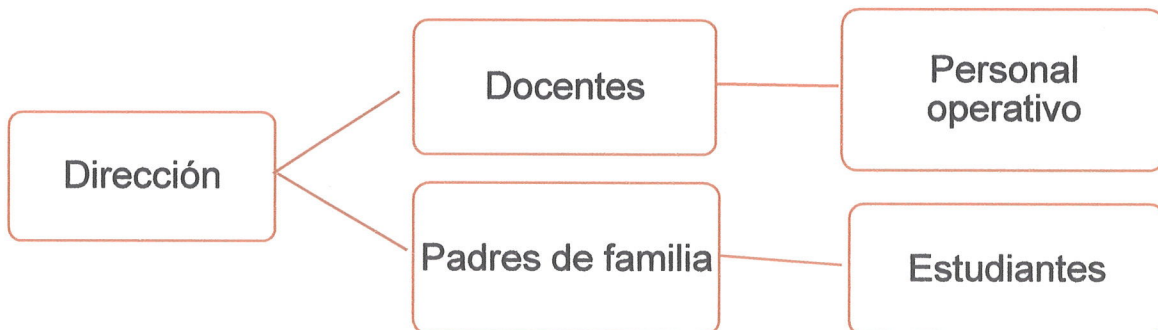 Dirección
Docentes
Personal
operativo
Padres de familia
Estudiantes